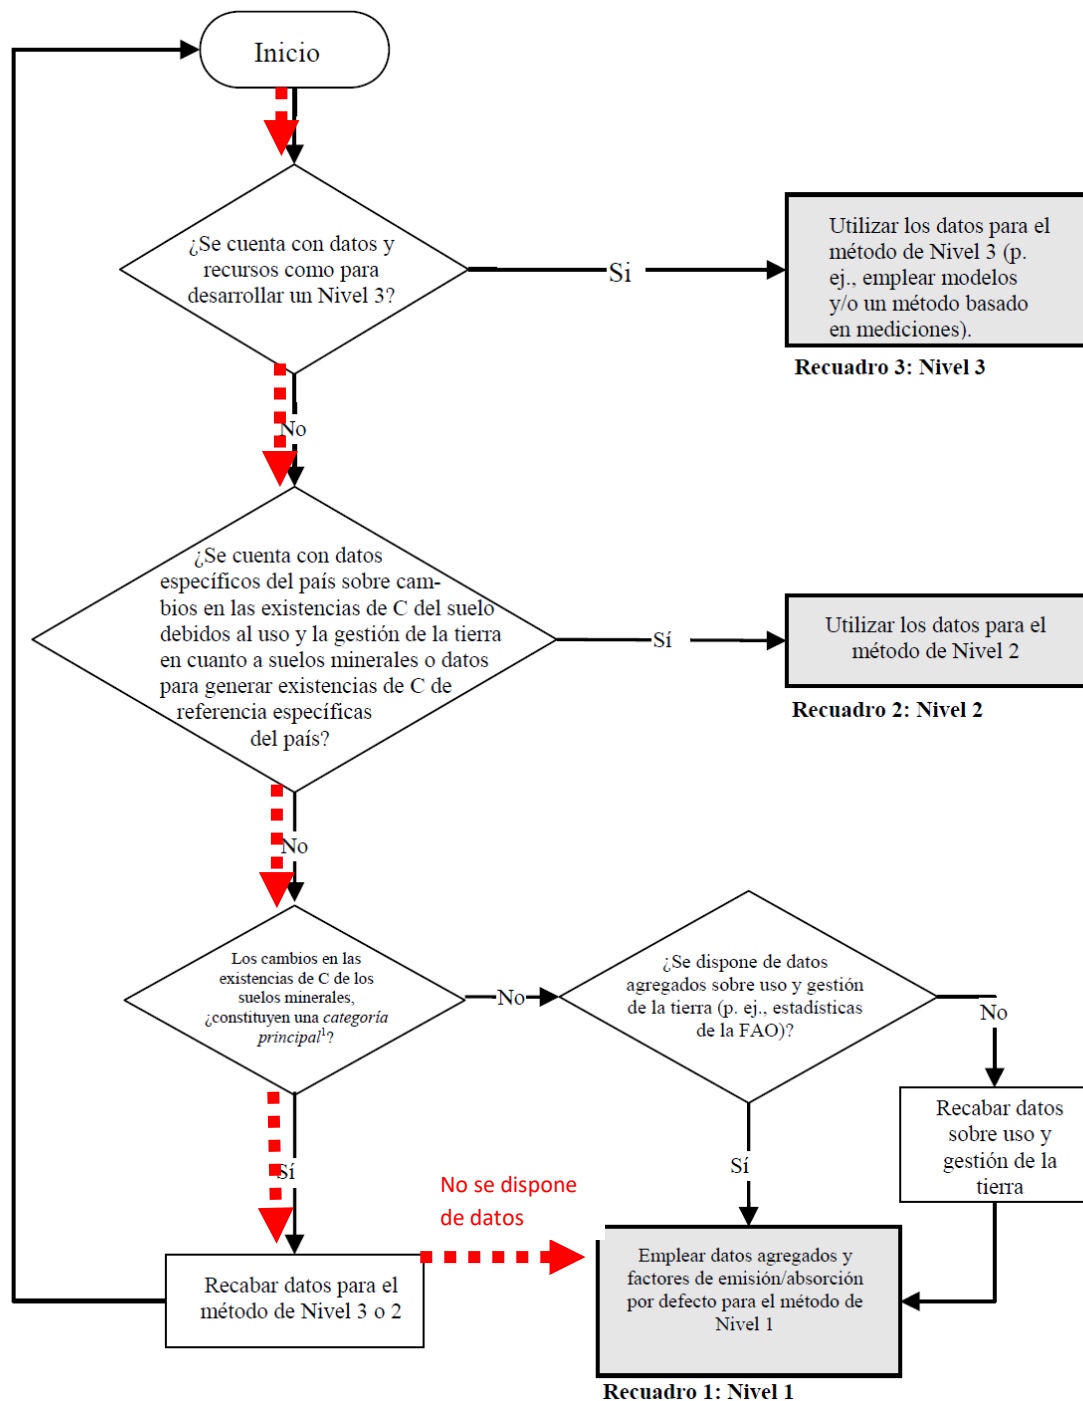 Inicio
¿Se cuenta con datos y
recursos como para
desarrollar un Nivel 3?
Si
Utilizar los datos para el
método de Nivel 3 (p.
ej., emplear modelos
y/o un método basado
en mediciones).
Recuadro 3: Nivel 3
No
¿Se cuenta con datos
específicos del país sobre cam-
bios en las existencias de C del suelo
debidos al uso y la gestión de la tierra
en cuanto a suelos minerales o datos
para generar existencias de C de
referencia específicas
del país?
Sí
Utilizar los datos para el
método de Nivel 2
Recuadro 2: Nivel 2
No
Los cambios en las
existencias de C de los
suelos minerales,
¿constituyen una categoría
principal¹?
No
¿Se dispone de datos
agregados sobre uso y gestión
de la tierra (p. ej., estadísticas
de la FAO)?
No
Recabar datos
sobre uso y
gestión de la
tierra
Sí
Sí
No se dispone
de datos
Recabar datos para el
método de Nivel 3 o 2
Emplear datos agregados y
factores de emisión/absorción
por defecto para el método de
Nivel 1
Recuadro 1: Nivel 1